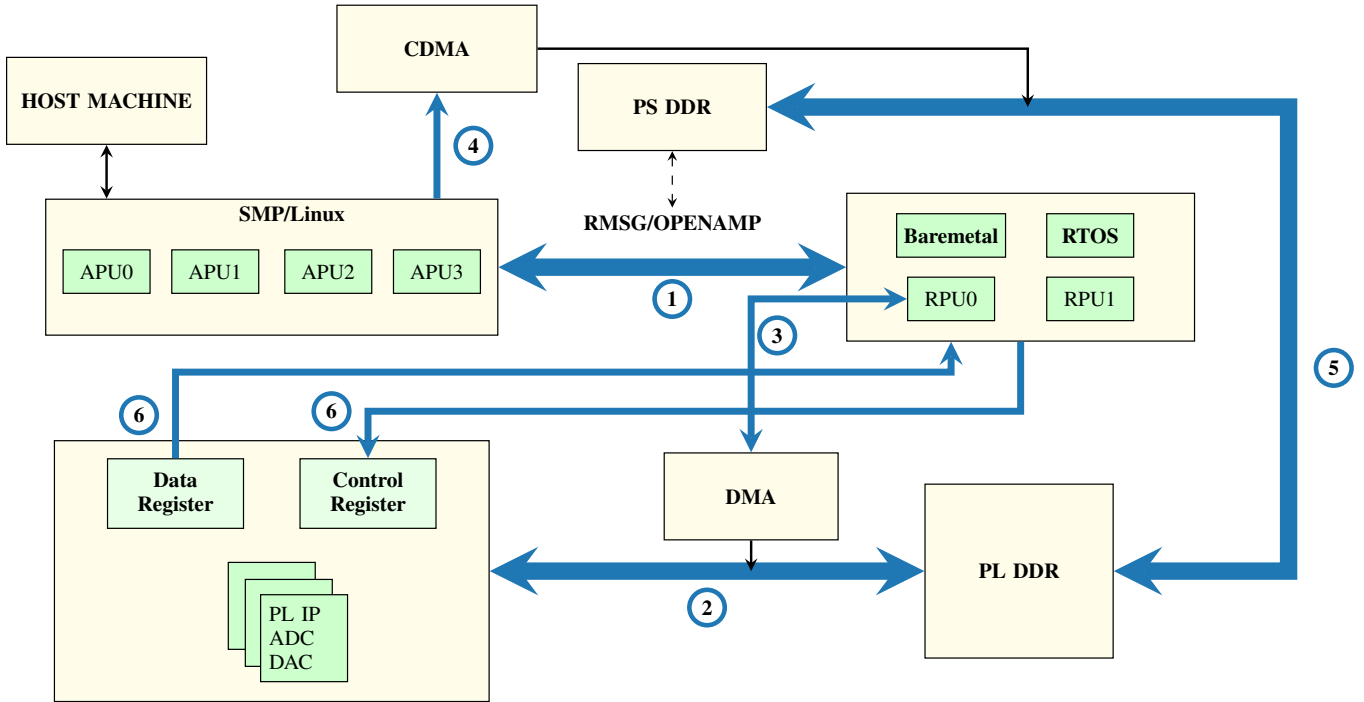 CDMA
HOST MACHINE
PS DDR
4
SMP/Linux
RMSG/OPENAMP
Baremetal
RTOS
APU0
APU1
APU2
APU3
1
RPU0
RPU1
3
5
6
6
Data
Register
Control
Register
DMA
PL DDR
2
PL IP
ADC
DAC